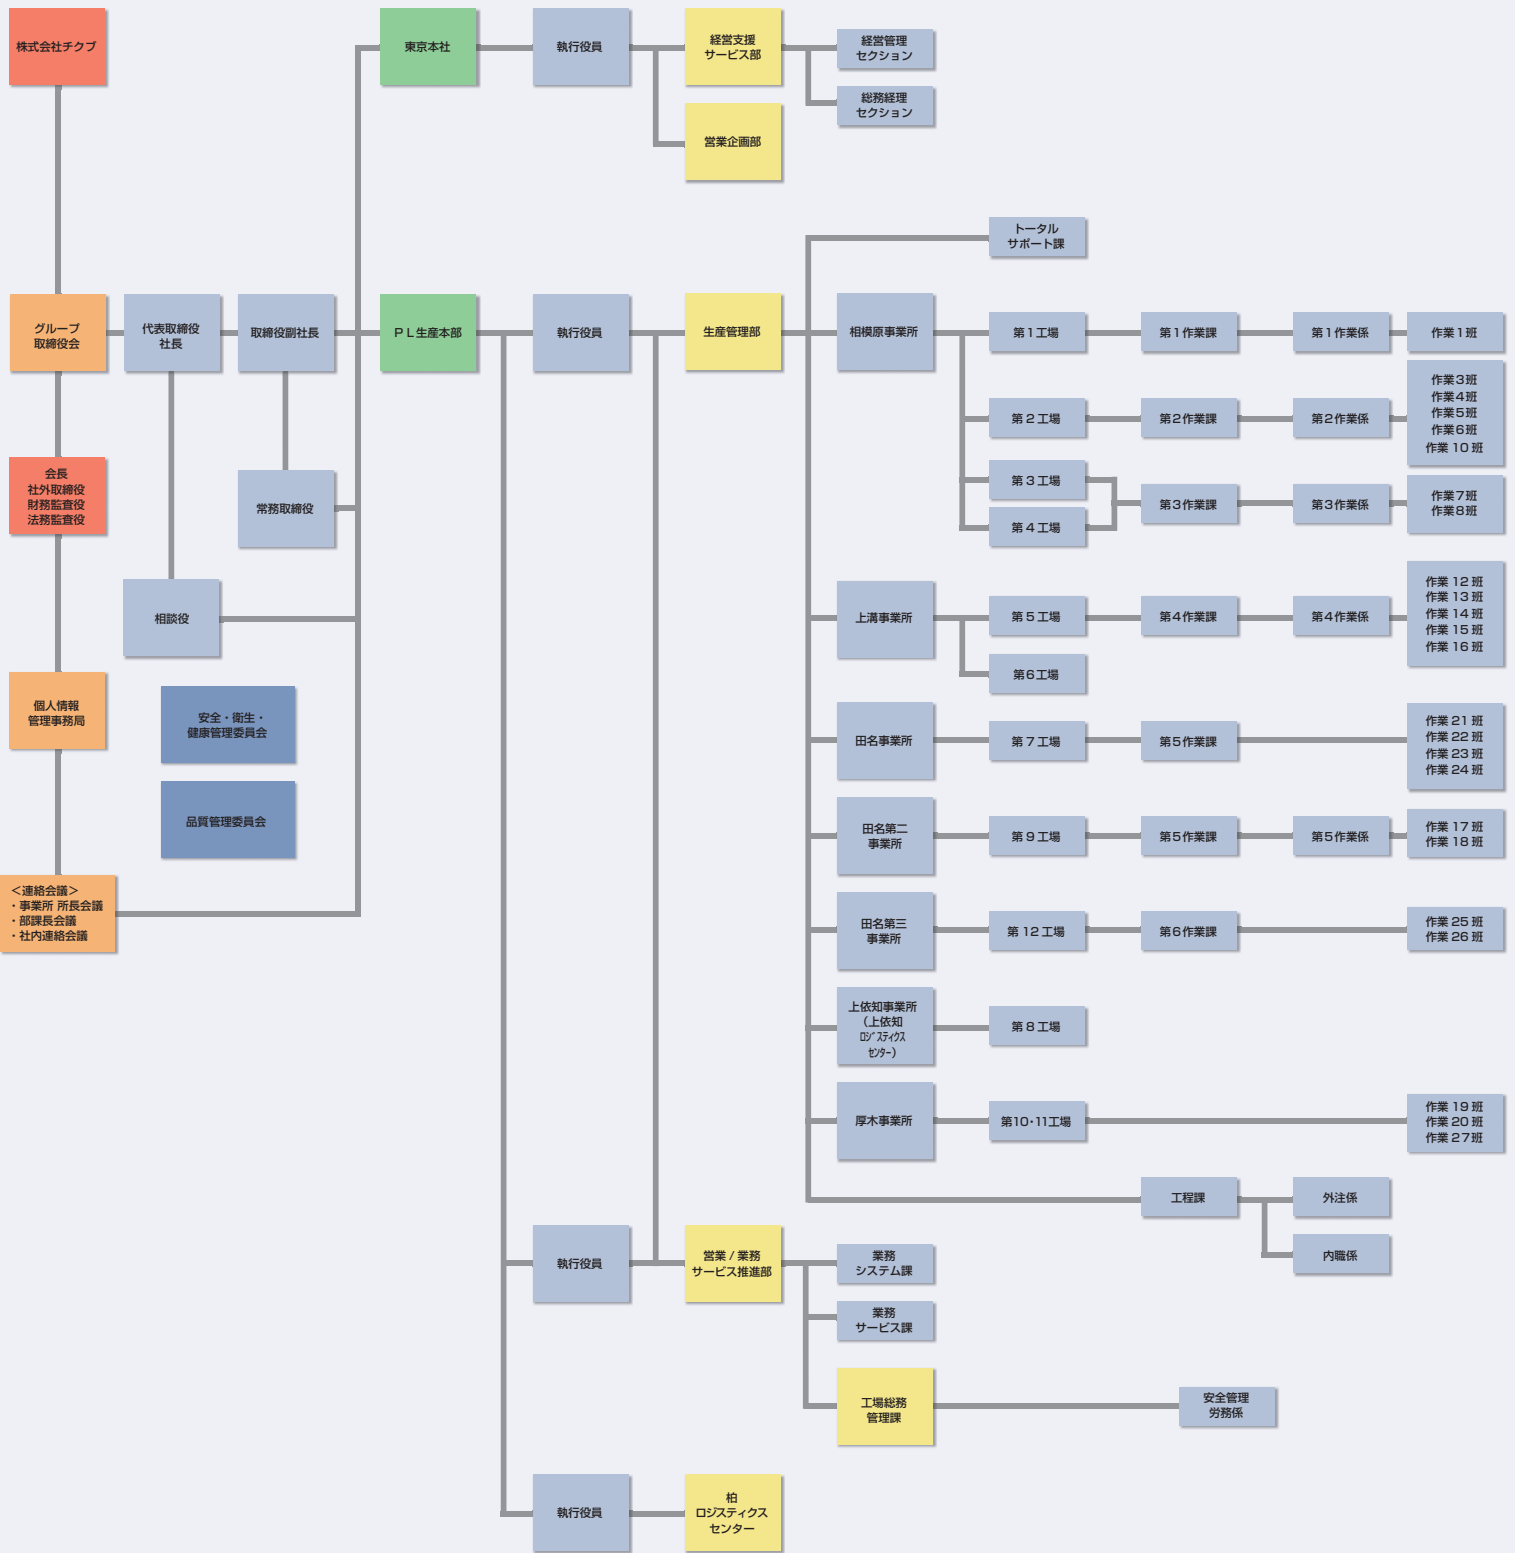 株式会社チクブ
東京本社
執行役員
経営支援
サービス部
経営管理
セクション
総務経理
セクション
営業企画部
トータル
サポート課
グループ
取締役会
代表取締役
社長
取締役副社長
ＰＬ生産本部
執行役員
生産管理部
相模原事業所
第１工場
第１作業課
第１作業係
作業１班
第２工場
第２作業課
第２作業係
作業３班
作業４班
作業５班
作業６班
作業 10 班
会長
社外取締役
財務監査役
法務監査役
常務取締役
第３工場
第４工場
第３作業課
第３作業係
作業７班
作業８班
相談役
上溝事業所
第５工場
第４作業課
第４作業係
作業 12 班
作業 13 班
作業 14 班
作業 15 班
作業 16 班
第６工場
個人情報
管理事務局
安全・衛生・
健康管理委員会
田名事業所
第７工場
第５作業課
作業 21 班
作業 22 班
作業 23 班
作業 24 班
品質管理委員会
田名第二
事業所
第９工場
第５作業課
第５作業係
作業 17 班
作業 18 班
＜連絡会議＞
・事業所 所長会議
・部課長会議
・社内連絡会議
田名第三
事業所
第 12 工場
第６作業課
作業 25 班
作業 26 班
上依知事業所
（上依知
ﾛｼﾞｽﾃｨｸｽ
ｾﾝﾀｰ）
第８工場
厚木事業所
第10・11工場
作業 19 班
作業 20 班
作業 27 班
工程課
外注係
内職係
執行役員
営業 / 業務
サービス推進部
業務
システム課
業務
サービス課
工場総務
管理課
安全管理
労務係
執行役員
柏
ロジスティクス
センター